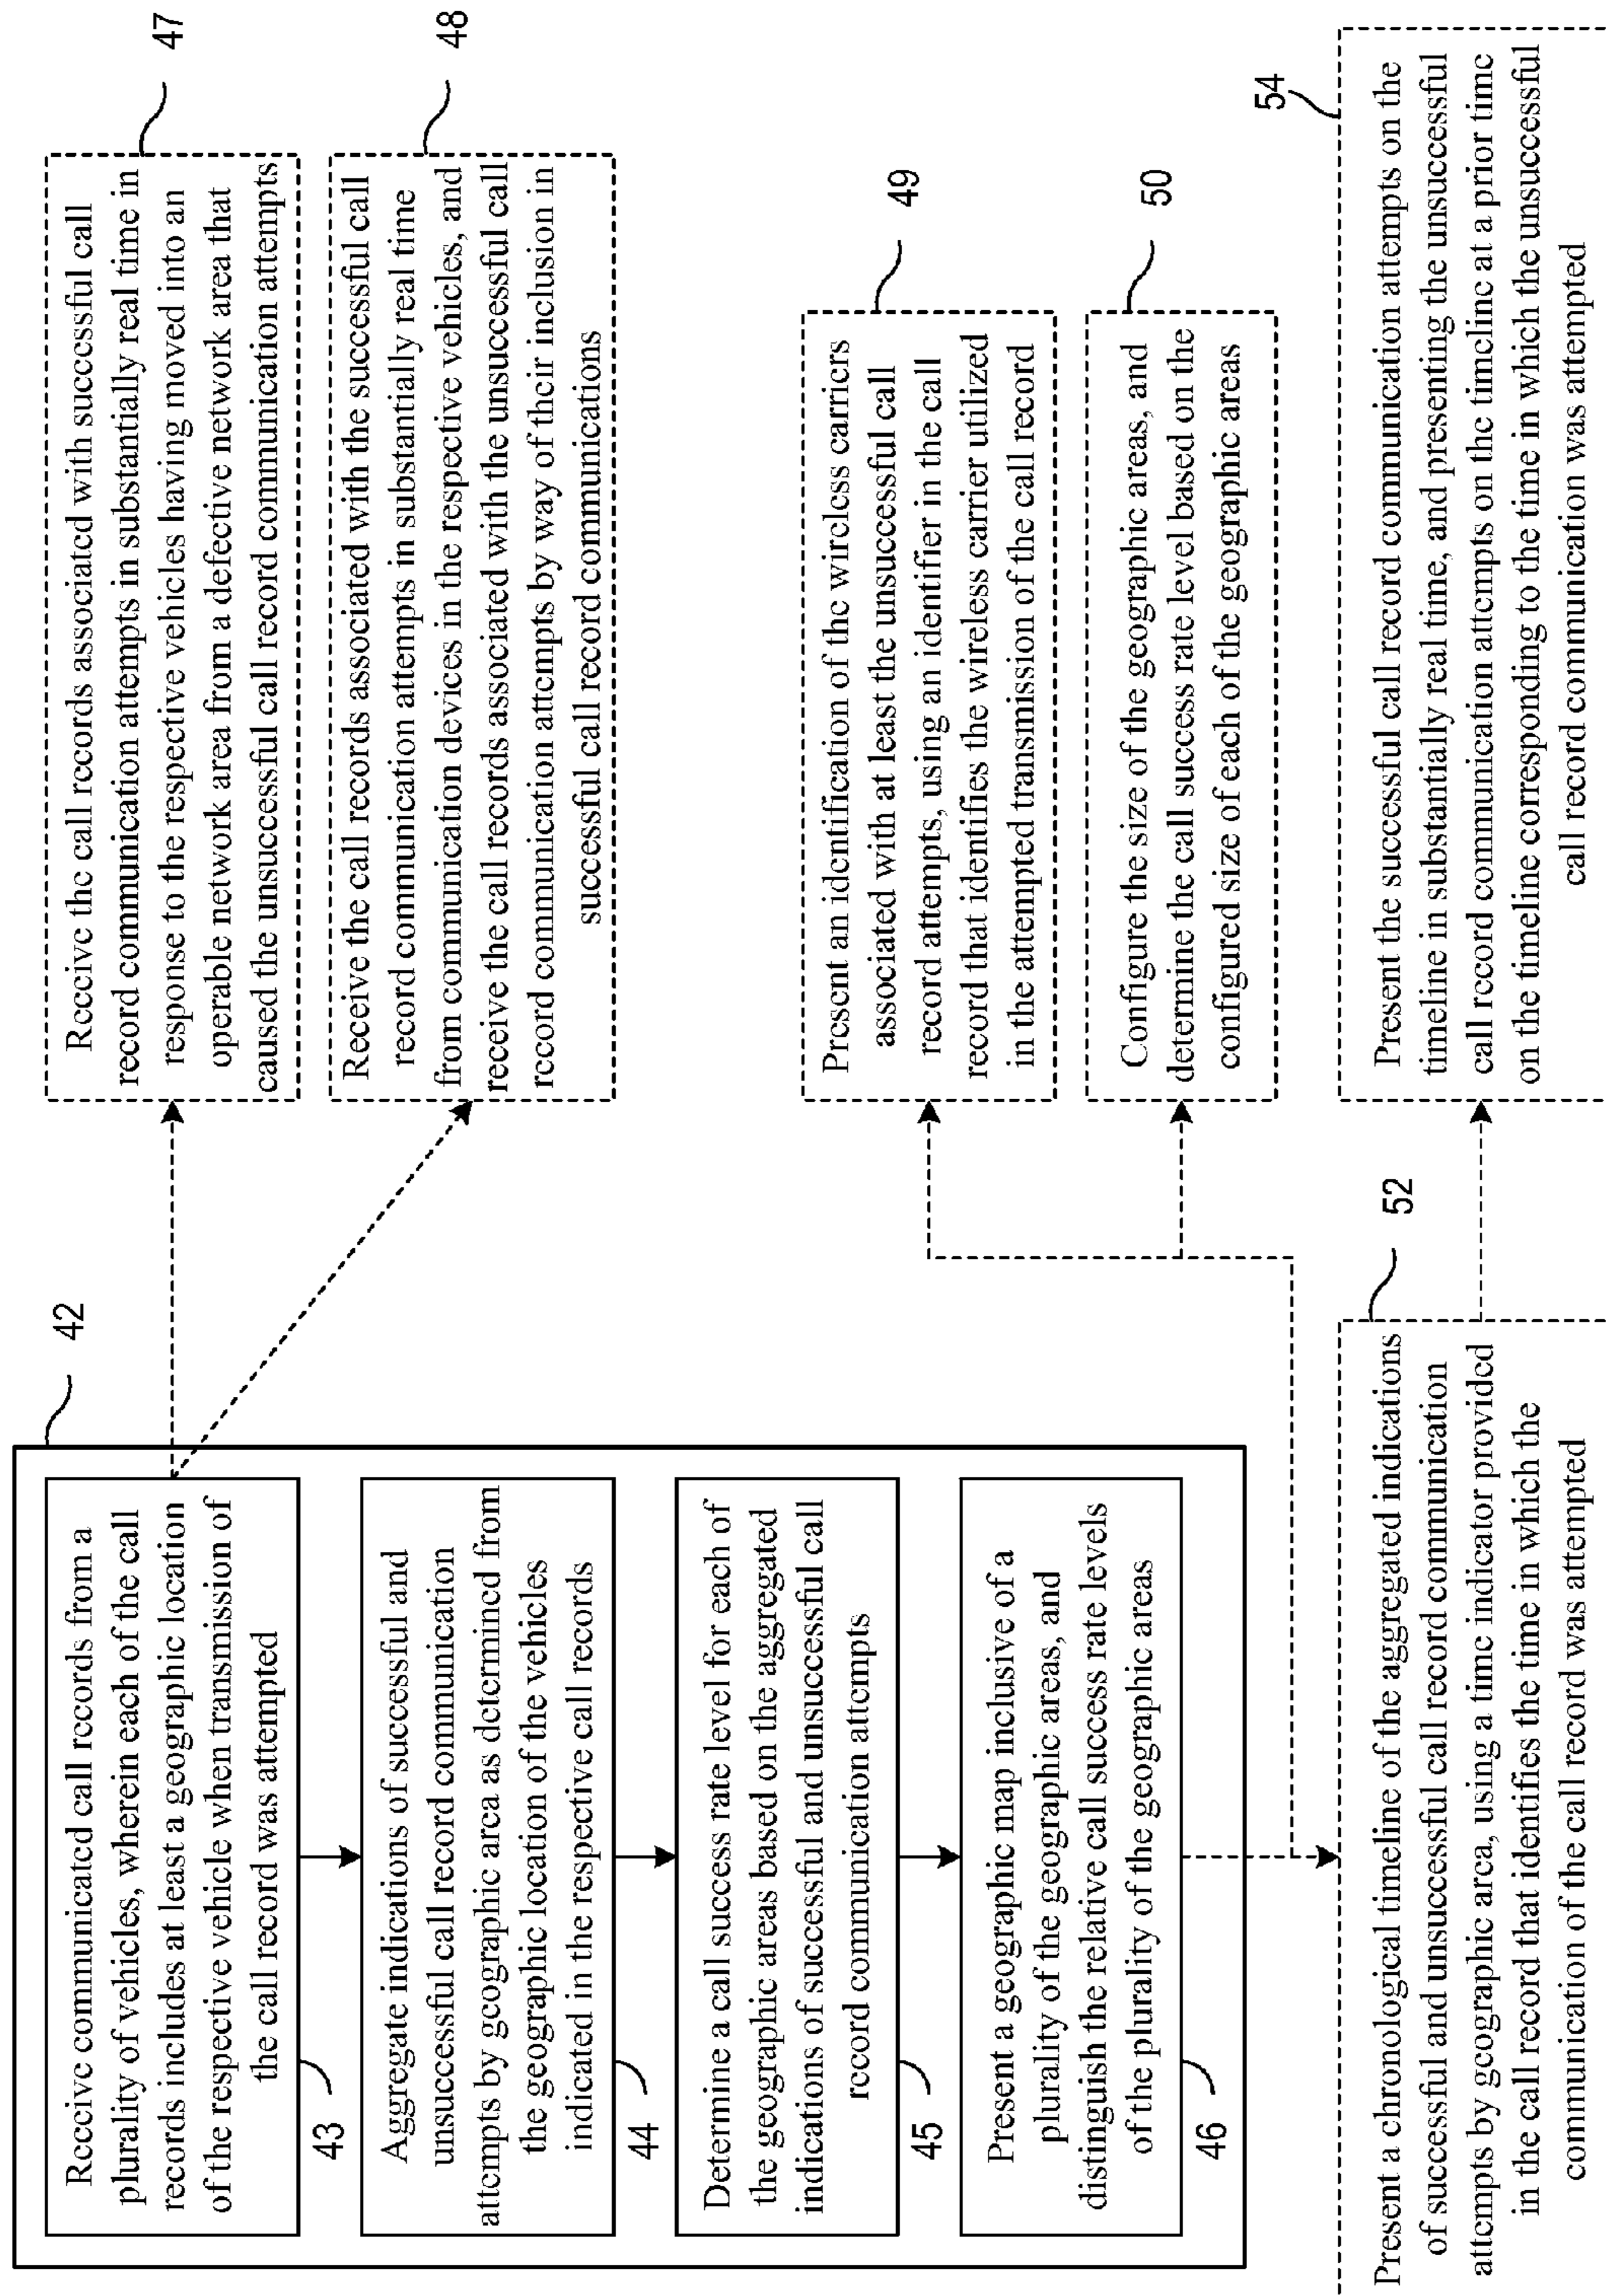 42
Receive communicated call records from a
plurality of vehicles, wherein each of the call
records includes at least a geographic location
of the respective vehicle when transmission of
the call record was attempted
43
Aggregate indications of successful and
unsuccessful call record communication
attempts by geographic area as determined from
the geographic location of the vehicles
indicated in the respective call records
44
Determine a call success rate level for each of
the geographic areas based on the aggregated
indications of successful and unsuccessful call
record communication attempts
45
Present a geographic map inclusive of a
plurality of the geographic areas, and
distinguish the relative call success rate levels
of the plurality of the geographic areas
46
47
Receive the call records associated with successful call
record communication attempts in substantially real time in
response to the respective vehicles having moved into an
operable network area from a defective network area that
caused the unsuccessful call record communication attempts
48
Receive the call records associated with the successful call
record communication attempts in substantially real time
from communication devices in the respective vehicles, and
receive the call records associated with the unsuccessful call
record communication attempts by way of their inclusion in
successful call record communications
49
Present an identification of the wireless carriers
associated with at least the unsuccessful call
record attempts, using an identifier in the call
record that identifies the wireless carrier utilized
in the attempted transmission of the call record
50
Configure the size of the geographic areas, and
determine the call success rate level based on the
configured size of each of the geographic areas
52
Present a chronological timeline of the aggregated indications
of successful and unsuccessful call record communication
attempts by geographic area, using a time indicator provided
in the call record that identifies the time in which the
communication of the call record was attempted
54
Present the successful call record communication attempts on the
timeline in substantially real time, and presenting the unsuccessful
call record communication attempts on the timeline at a prior time
on the timeline corresponding to the time in which the unsuccessful
call record communication was attempted